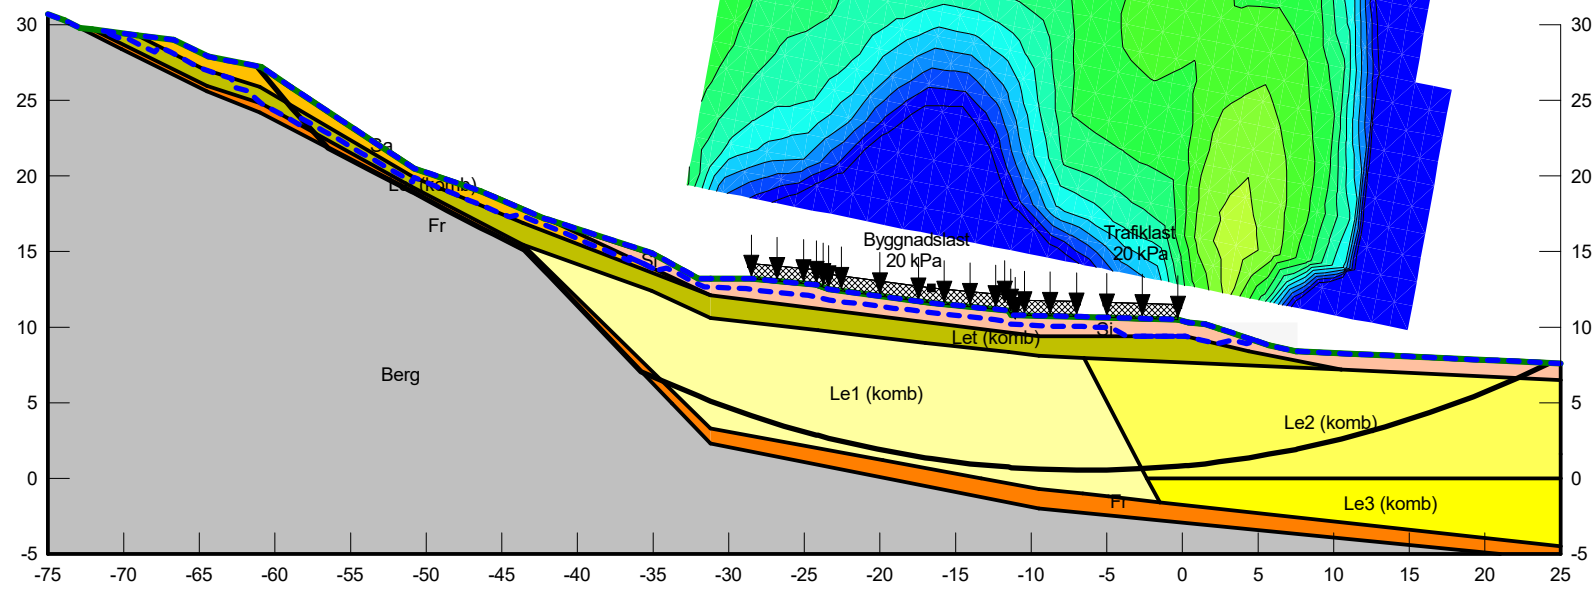 30
30
25
25
Sa
20
20
Let (komb)
Fr
Byggnadslast
20 kPa
Trafiklast
20 kPa
15
15
Si
10
10
Si
Let (komb)
Berg
Le1 (komb)
5
5
Le2 (komb)
0
0
Fr
Le3 (komb)
-5
-5
-75 -70 -65 -60 -55 -50 -45 -40 -35 -30 -25 -20 -15 -10 -5 0 5 10 15 20 25